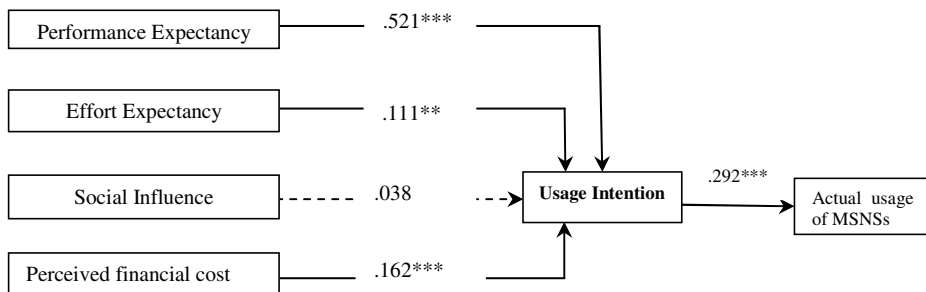 Performance Expectancy
.521***
Effort Expectancy
.111**
Social Influence
.038
Perceived financial cost
.162***
Usage Intention
.292***
Actual usage
of MSNSs